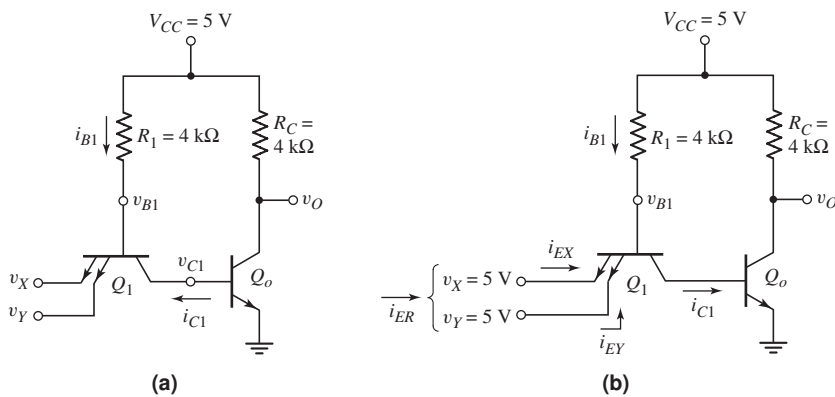 V_CC = 5 V
i_B1
R_1 = 4 kΩ
R_C =
4 kΩ
v_B1
v_O
v_X
v_Y
Q_1
v_C1
i_C1
Q_o
(a)
V_CC = 5 V
i_B1
R_1 = 4 kΩ
R_C =
4 kΩ
v_B1
v_O
i_EX
i_ER
v_X = 5 V
v_Y = 5 V
Q_1
i_EY
i_C1
Q_o
(b)